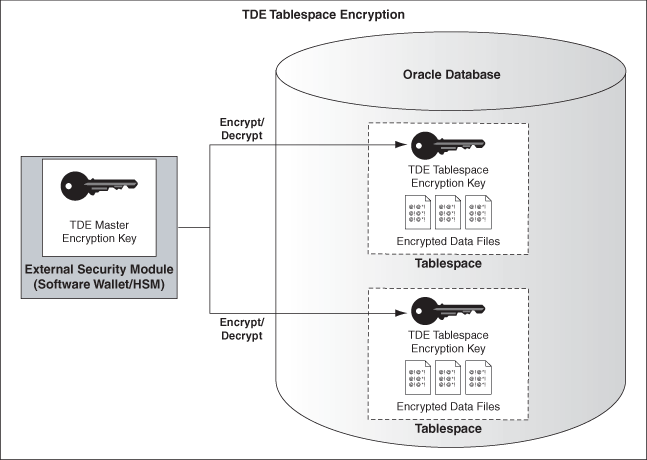 TDE Tablespace Encryption
Oracle Database
Encrypt/
Decrypt
TDE Tablespace
Encryption Key
Encrypted Data Files
Tablespace
TDE Master
Encryption Key
External Security Module
(Software Wallet/HSM)
Encrypt/
Decrypt
TDE Tablespace
Encryption Key
Encrypted Data Files
Tablespace